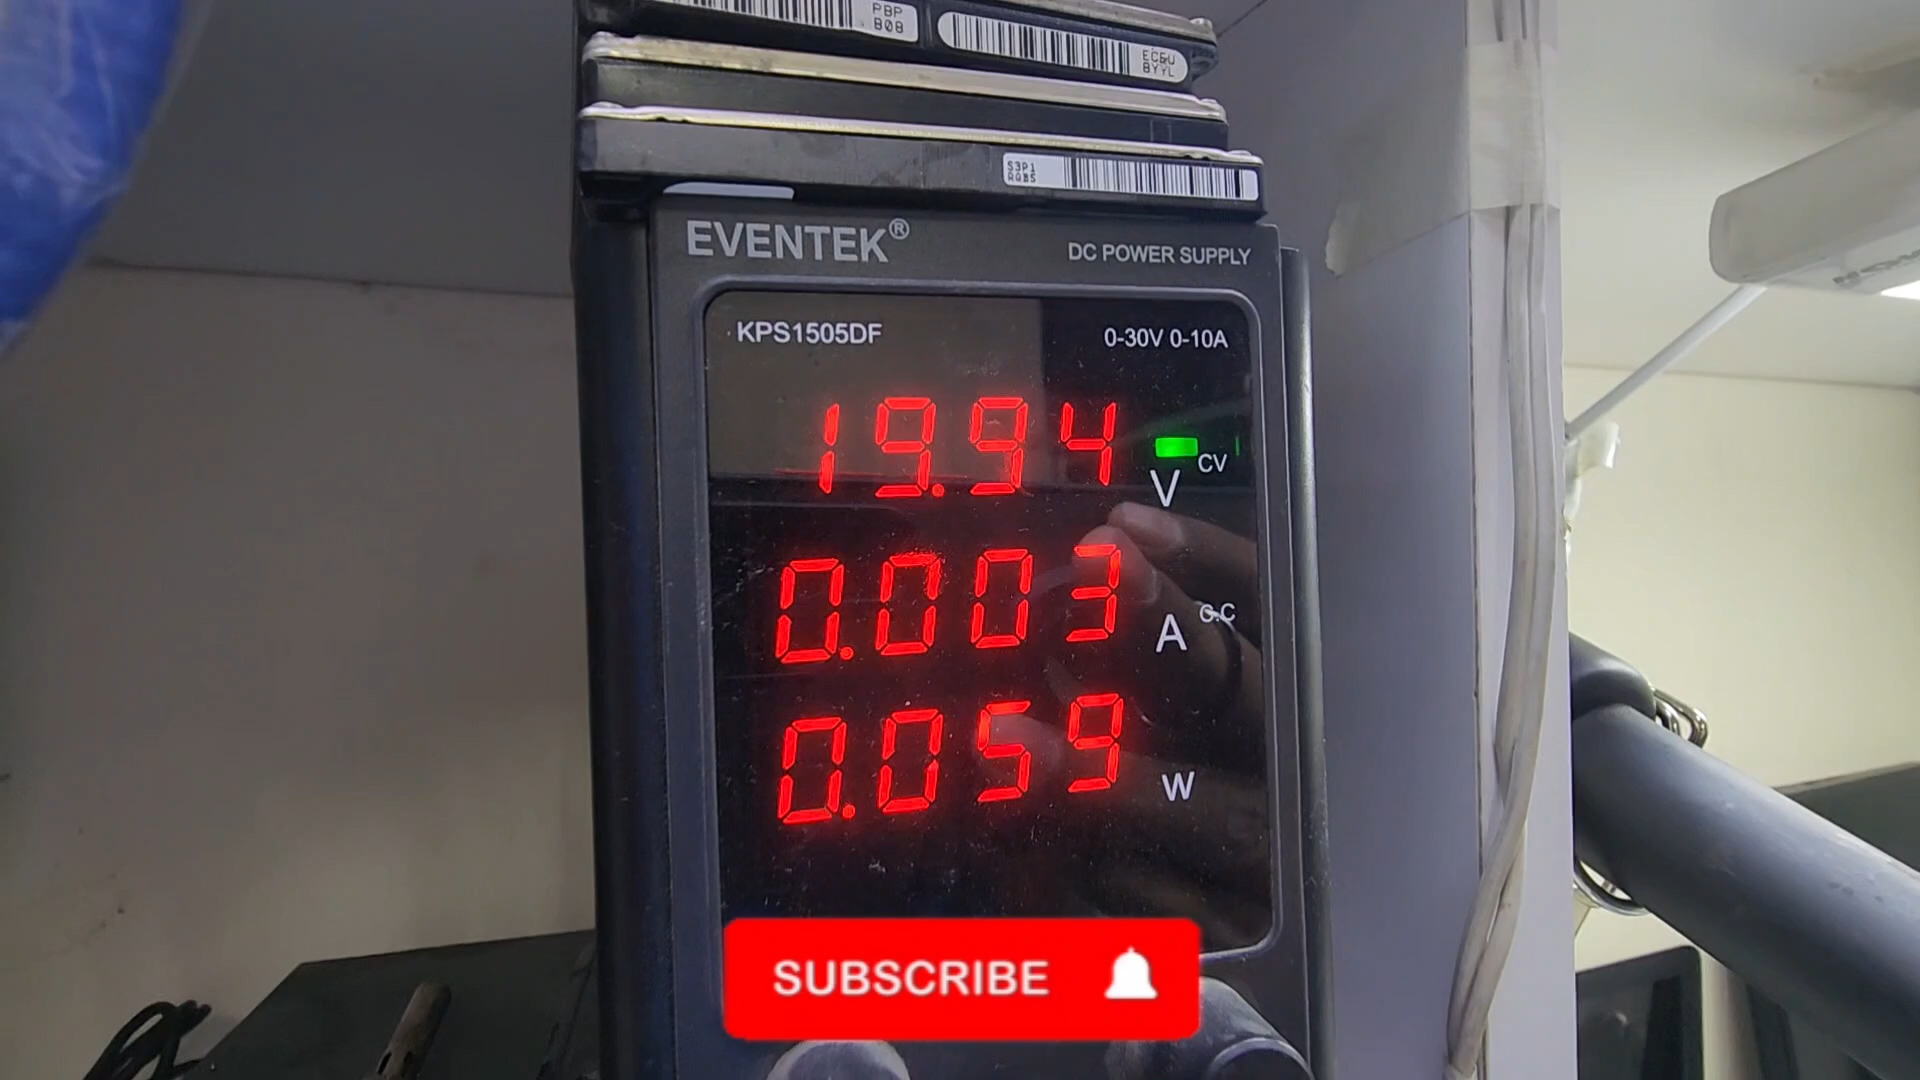 PBP
B08
EC5U
BYYL
S3P1
EVENTEK®
DC POWER SUPPLY
KPS1505DF
0-30V 0-10A
19.94
CV
V
0.003
C.C
A
0.059
W
SUBSCRIBE